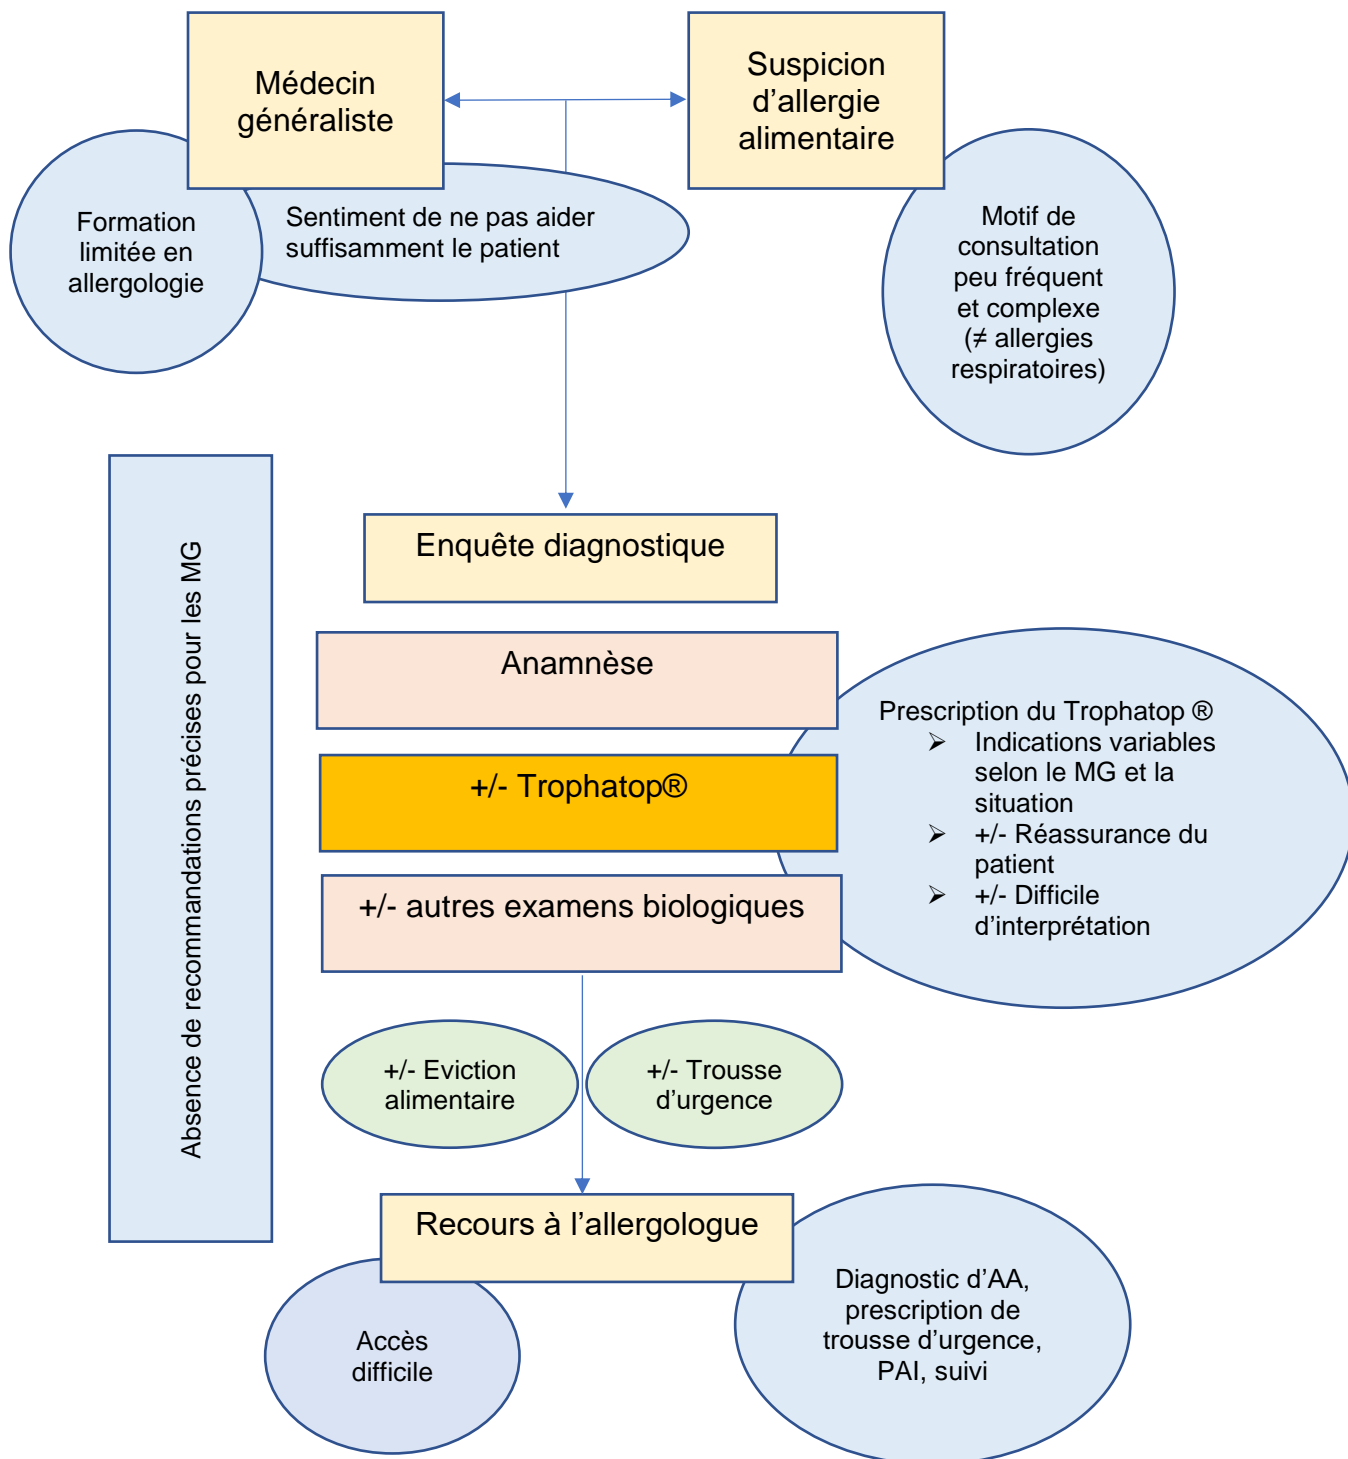 Médecin
généraliste
Suspicion
d’allergie
alimentaire
Formation
limitée en
allergologie
Sentiment de ne pas aider
suffisamment le patient
Motif de
consultation
peu fréquent
et complexe
(≠ allergies
respiratoires)
Absence de recommandations précises pour les MG
Enquête diagnostique
Anamnèse
+/- Trophatop®
+/- autres examens biologiques
Prescription du Trophatop ®
➢ Indications variables
selon le MG et la
situation
➢ +/- Réassurance du
patient
➢ +/- Difficile
d’interprétation
+/- Eviction
alimentaire
+/- Trousse
d’urgence
Recours à l’allergologue
Accès
difficile
Diagnostic d’AA,
prescription de
trousse d’urgence,
PAI, suivi